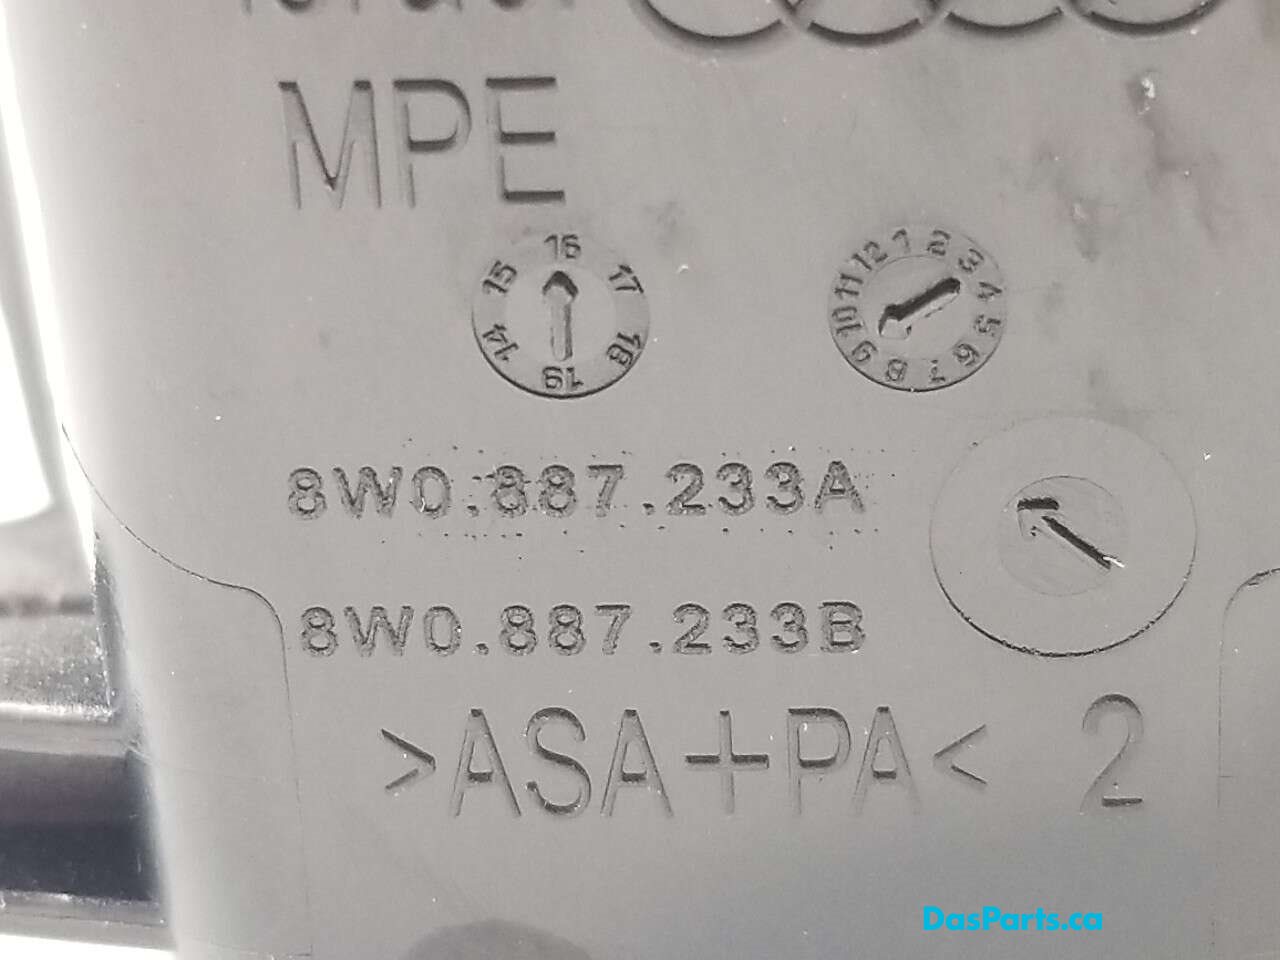 MPE
14 15 16 17 18 19
1 2 3 4 5 6 7 8 9 10 11 12
8W0.887.233A
8W0.887.233B
>ASA+PA< 2
DasParts.ca